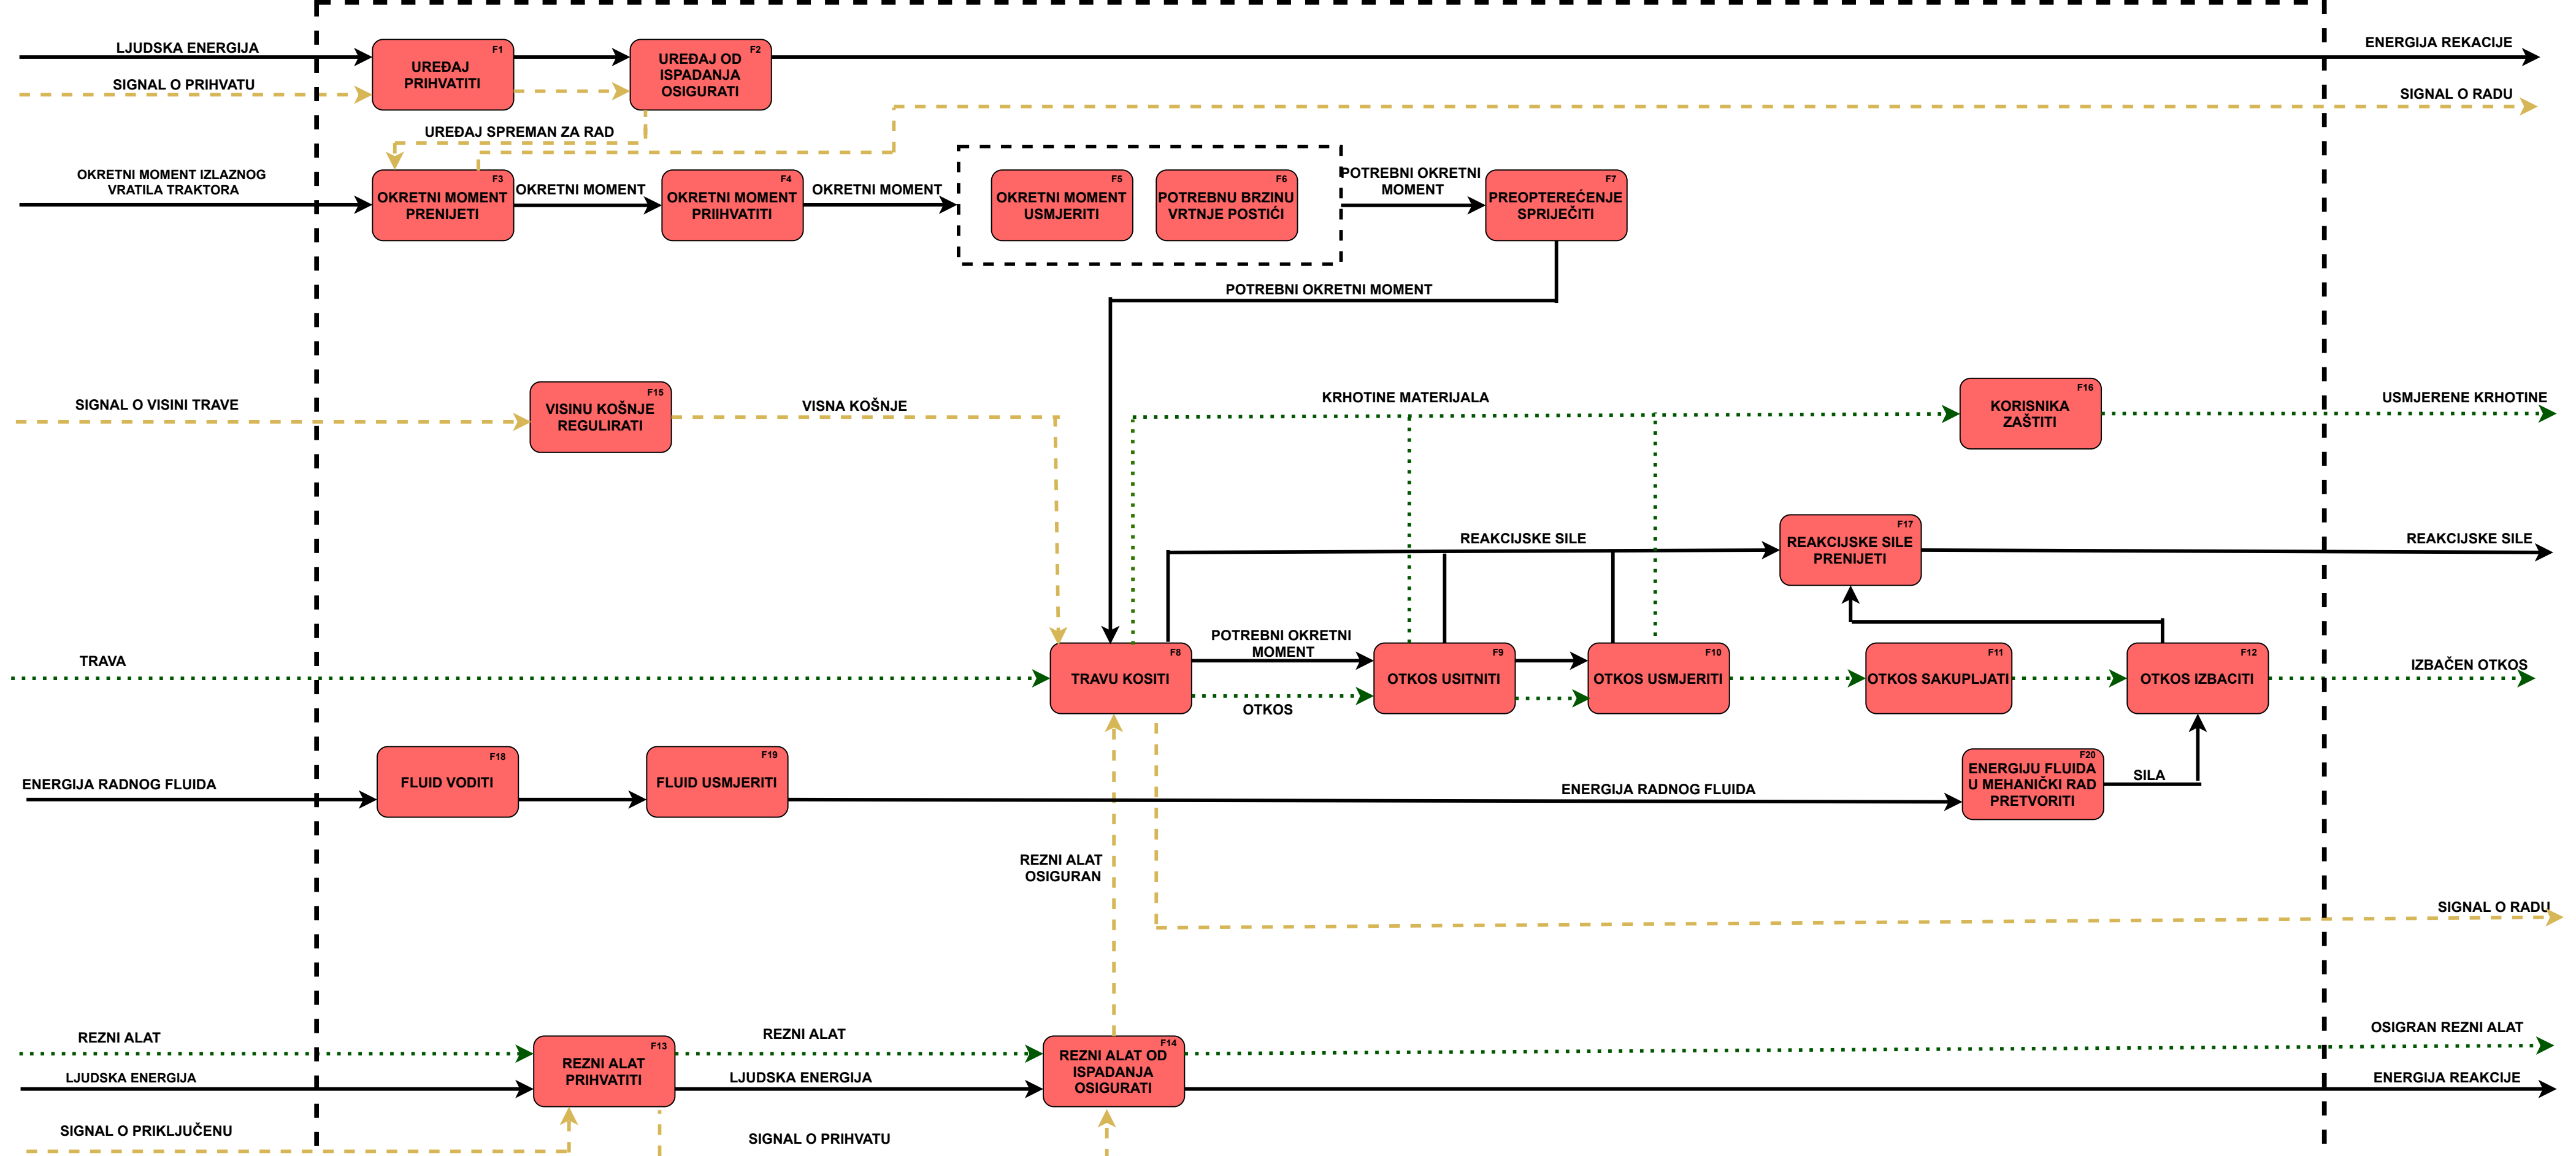 LJUDSKA ENERGIJA
F1
UREĐAJ
PRIHVATITI
F2
UREĐAJ OD
ISPADANJA
OSIGURATI
ENERGIJA REKACIJE
SIGNAL O PRIHVATU
SIGNAL O RADU
UREĐAJ SPREMAN ZA RAD
OKRETNI MOMENT IZLAZNOG
VRATILA TRAKTORA
F3
OKRETNI MOMENT
PRENIJETI
OKRETNI MOMENT
F4
OKRETNI MOMENT
PRIIHVATITI
OKRETNI MOMENT
F5
OKRETNI MOMENT
USMJERITI
F6
POTREBNU BRZINU
VRTNJE POSTIĆI
POTREBNI OKRETNI
MOMENT
F7
PREOPTEREĆENJE
SPRIJEČITI
POTREBNI OKRETNI MOMENT
SIGNAL O VISINI TRAVE
F15
VISINU KOŠNJE
REGULIRATI
VISNA KOŠNJE
KRHOTINE MATERIJALA
F16
KORISNIKA
ZAŠTITI
USMJERENE KRHOTINE
REAKCIJSKE SILE
F17
REAKCIJSKE SILE
PRENIJETI
REAKCIJSKE SILE
TRAVA
F8
TRAVU KOSITI
POTREBNI OKRETNI
MOMENT
OTKOS
F9
OTKOS USITNITI
F10
OTKOS USMJERITI
F11
OTKOS SAKUPLJATI
F12
OTKOS IZBACITI
IZBAČEN OTKOS
ENERGIJA RADNOG FLUIDA
F18
FLUID VODITI
F19
FLUID USMJERITI
ENERGIJA RADNOG FLUIDA
F20
ENERGIJU FLUIDA
U MEHANIČKI RAD
PRETVORITI
SILA
REZNI ALAT
OSIGURAN
SIGNAL O RADU
REZNI ALAT
F13
REZNI ALAT
PRIHVATITI
REZNI ALAT
F14
REZNI ALAT OD
ISPADANJA
OSIGURATI
OSIGRAN REZNI ALAT
LJUDSKA ENERGIJA
LJUDSKA ENERGIJA
ENERGIJA REAKCIJE
SIGNAL O PRIKLJUČENU
SIGNAL O PRIHVATU